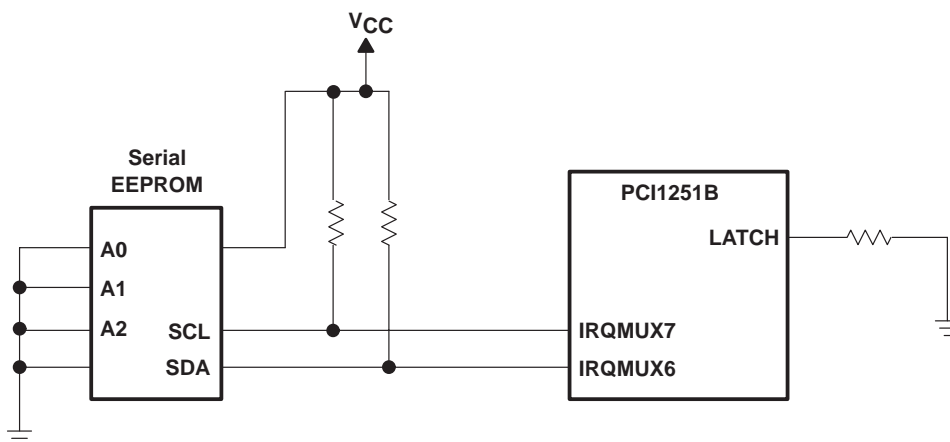 VCC
Serial
EEPROM
A0
A1
A2
SCL
SDA
PCI1251B
LATCH
IRQMUX7
IRQMUX6